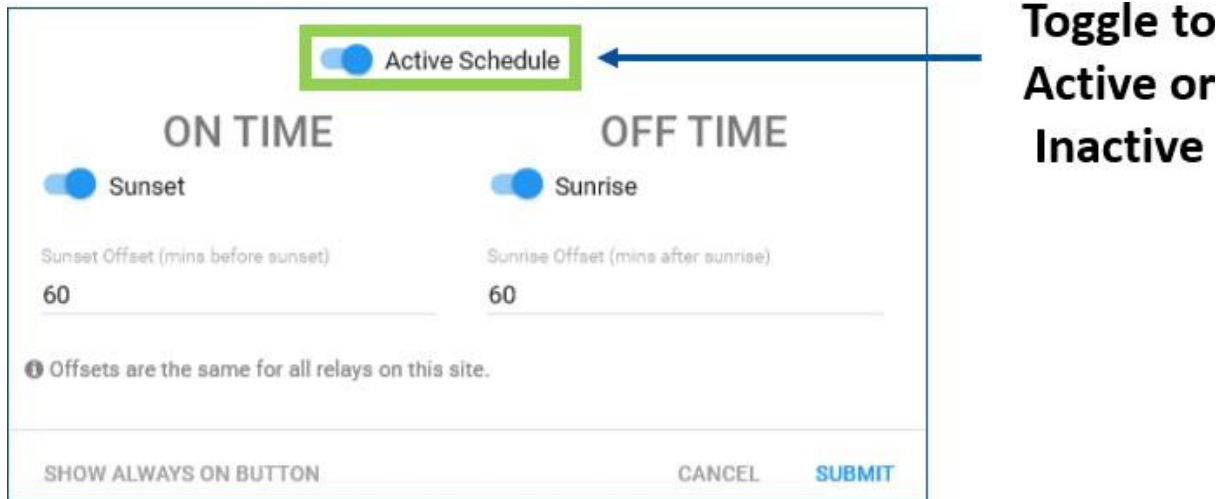 Active Schedule
ON TIME
OFF TIME
Sunset
Sunrise
Sunset Offset (mins before sunset)
Sunrise Offset (mins after sunrise)
60
60
Offsets are the same for all relays on this site.
SHOW ALWAYS ON BUTTON
CANCEL
SUBMIT
Toggle to
Active or
Inactive